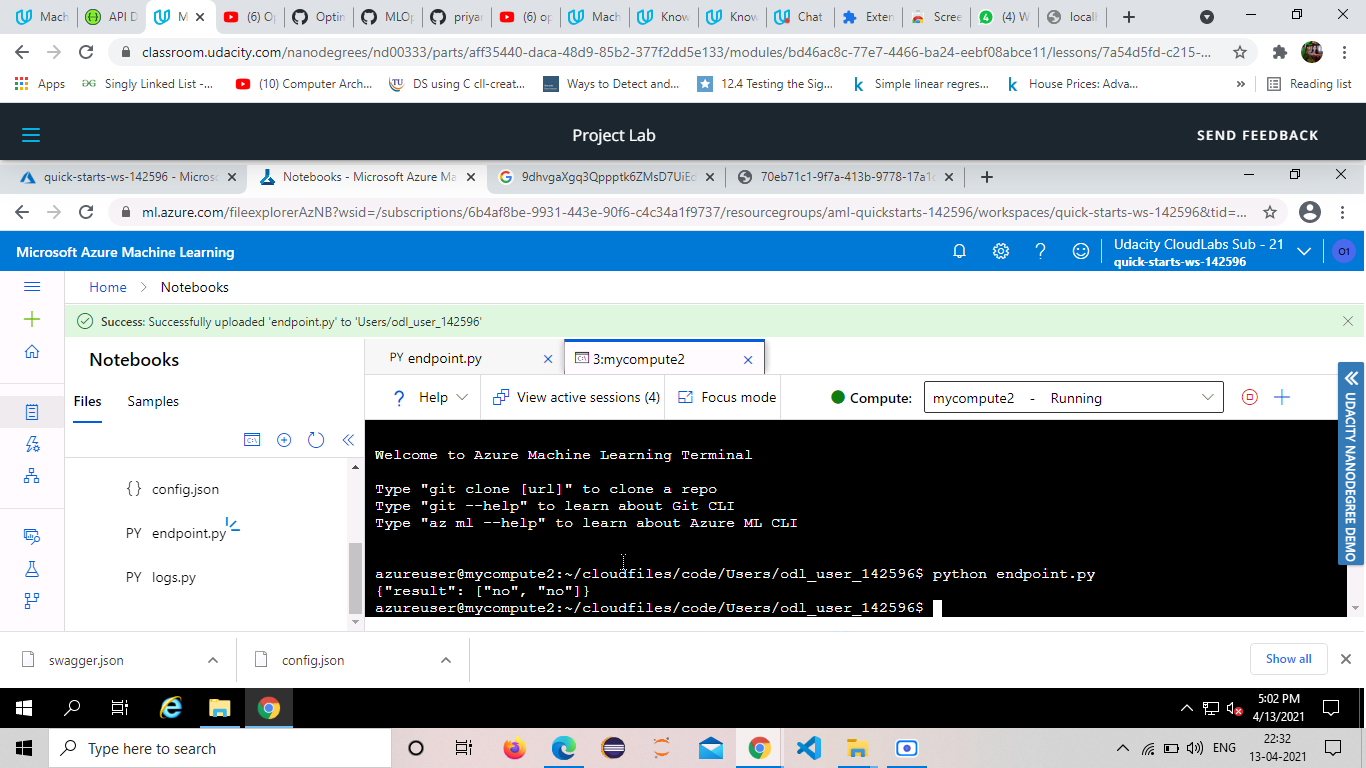 Mach
API D
M
(6) O
Optin
MLOp
priyar
(6) op
Mach
Know
Know
Chat
Exten
Scree
(4) W
localh
classroom.udacity.com/nanodegrees/nd00333/parts/aff35440-daca-48d9-85b2-377f2dd5e133/modules/bd46ac8c-77e7-4466-ba24-eebf08abce11/lessons/7a54d5fd-c215-...
Apps
Singly Linked List -...
(10) Computer Arch...
DS using C cll-creat...
Ways to Detect and...
12.4 Testing the Sig...
Simple linear regres...
House Prices: Adva...
»
Reading list
Project Lab
SEND FEEDBACK
quick-starts-ws-142596 - Micros
Notebooks - Microsoft Azure Ma
9dhvgaXgq3Qppptk6ZMsD7UiEd
70eb71c1-9f7a-413b-9778-17a1
ml.azure.com/fileexplorerAzNB?wsid=/subscriptions/6b4af8be-9931-443e-90f6-c4c34a1f9737/resourcegroups/aml-quickstarts-142596/workspaces/quick-starts-ws-142596&tid=...
Microsoft Azure Machine Learning
Udacity CloudLabs Sub - 21
quick-starts-ws-142596
O1
Home > Notebooks
Success: Successfully uploaded 'endpoint.py' to 'Users/odl_user_142596'
Notebooks
Files
Samples
{} config.json
PY endpoint.py
PY logs.py
PY endpoint.py
3:mycompute2
? Help
View active sessions (4)
Focus mode
Compute:
mycompute2 - Running
Welcome to Azure Machine Learning Terminal
Type "git clone [url]" to clone a repo
Type "git --help" to learn about Git CLI
Type "az ml --help" to learn about Azure ML CLI
azureuser@mycompute2:~/cloudfiles/code/Users/odl_user_142596$ python endpoint.py
{"result": ["no", "no"]}
azureuser@mycompute2:~/cloudfiles/code/Users/odl_user_142596$
UDACITY NANODEGREE DEMO
swagger.json
config.json
Show all
5:02 PM
4/13/2021
Type here to search
ENG
22:32
13-04-2021